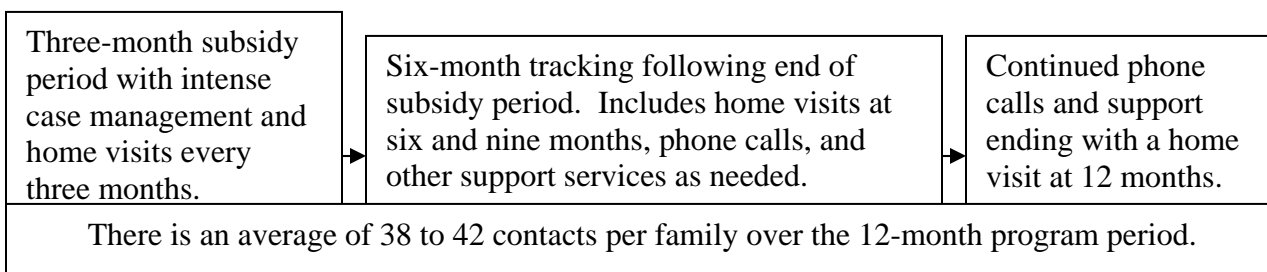 Three-month subsidy
period with intense
case management and
home visits every
three months.
Six-month tracking following end of
subsidy period.  Includes home visits at
six and nine months, phone calls, and
other support services as needed.
Continued phone
calls and support
ending with a home
visit at 12 months.
There is an average of 38 to 42 contacts per family over the 12-month program period.